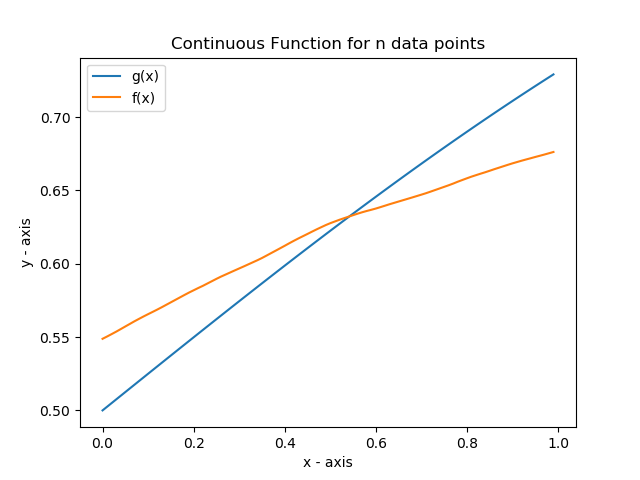 Continuous Function for n data points
g(x)
f(x)
y - axis
0.70
0.65
0.60
0.55
0.50
0.0 0.2 0.4 0.6 0.8 1.0
x - axis